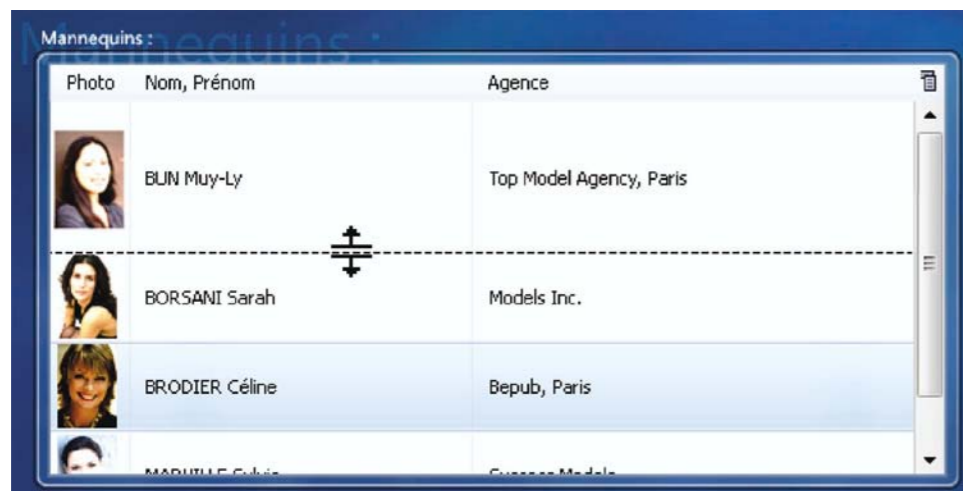 Mannequins :
Photo Nom, Prénom Agence
BUN Muy-Ly Top Model Agency, Paris
BORSANI Sarah Models Inc.
BRODIER Céline Bepub, Paris